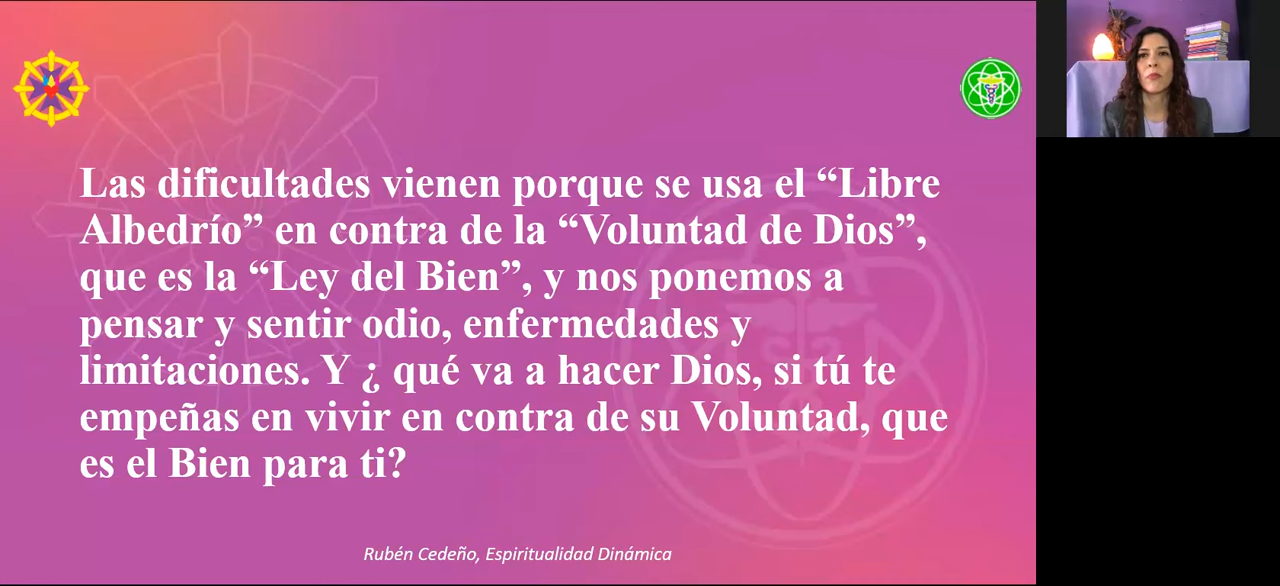 Las dificultades vienen porque se usa el “Libre
Albedrío” en contra de la “Voluntad de Dios”,
que es la “Ley del Bien”, y nos ponemos a
pensar y sentir odio, enfermedades y
limitaciones. Y ¿ qué va a hacer Dios, si tú te
empeñas en vivir en contra de su Voluntad, que
es el Bien para ti?
Rubén Cedeño, Espiritualidad Dinámica